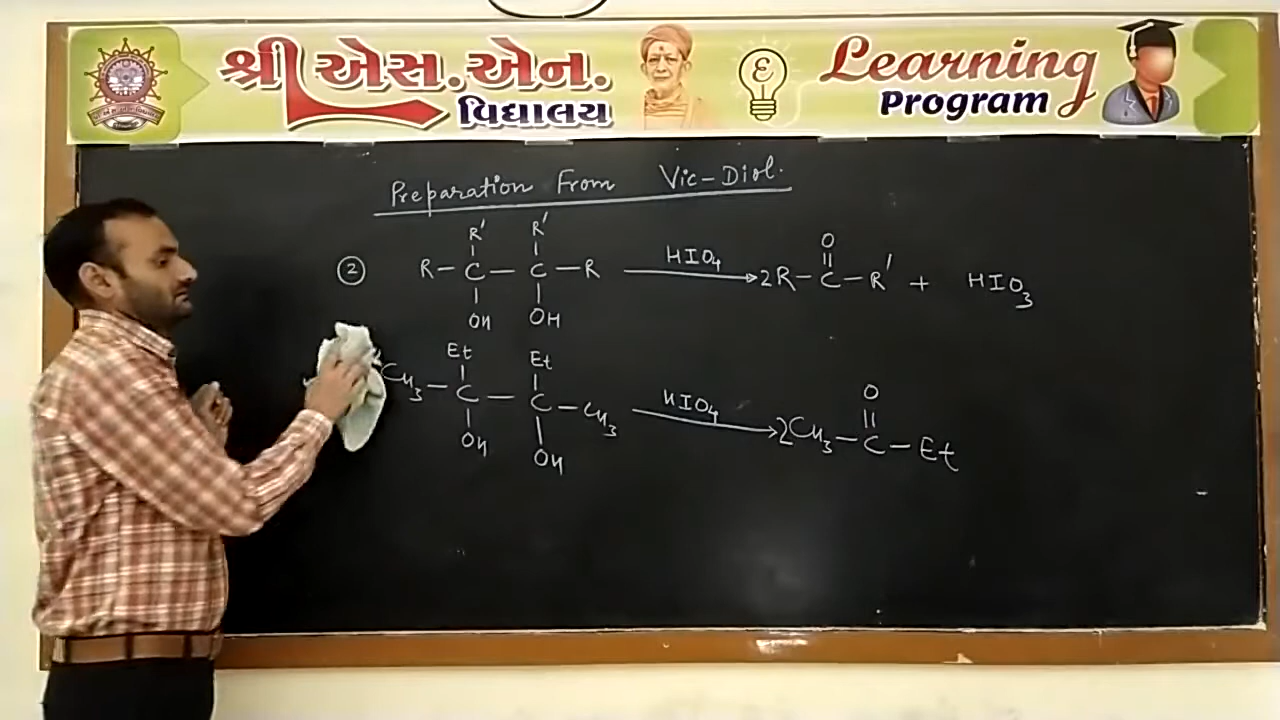 શ્રી એસ.એન.
વિદ્યાલય
Learning
Program
Preparation From Vic-Diol.
R' R'
② R-C-C-R HIO₄ → 2R-C-R' + HIO₃
O
OH OH
Et Et
CH₃-C-C-CH₃ HIO₄ → 2CH₃-C-Et
O
OH OH